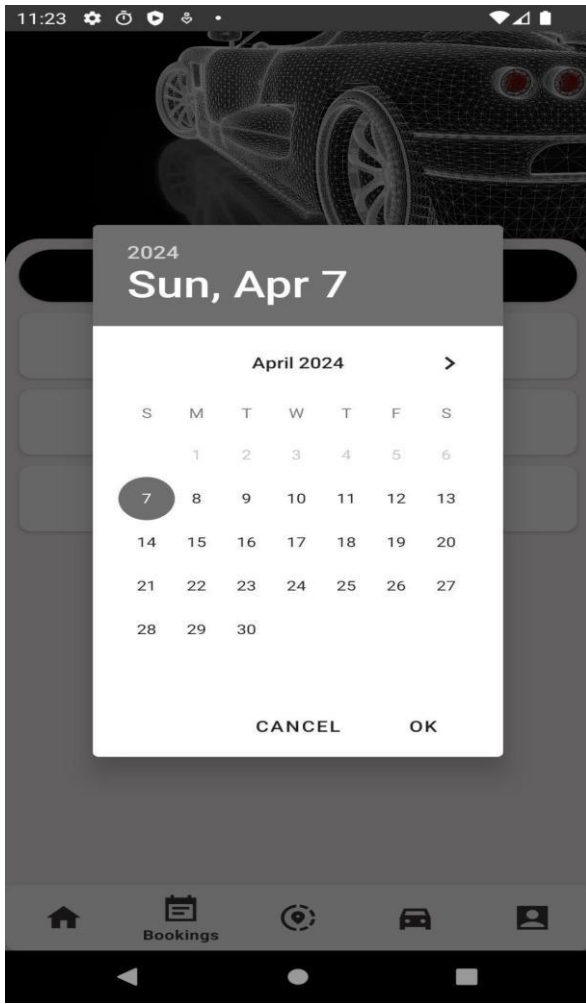 11:23
2024
Sun, Apr 7
April 2024
S M T W T F S
1 2 3 4 5 6
7 8 9 10 11 12 13
14 15 16 17 18 19 20
21 22 23 24 25 26 27
28 29 30
CANCEL OK
Bookings